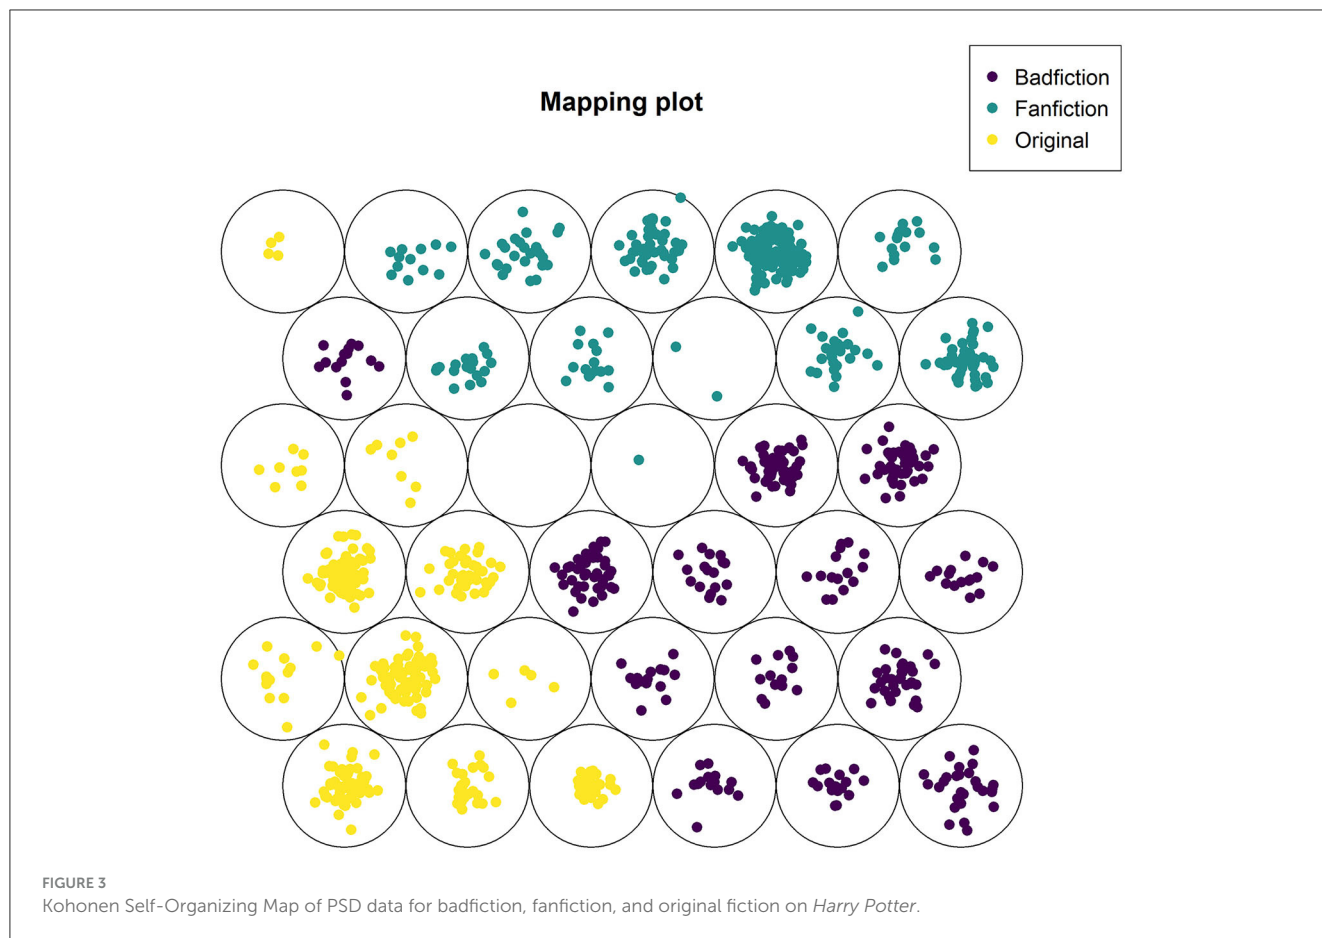 Mapping plot
Badfiction
Fanfiction
Original
FIGURE 3
Kohonen Self-Organizing Map of PSD data for badfiction, fanfiction, and original fiction on Harry Potter.